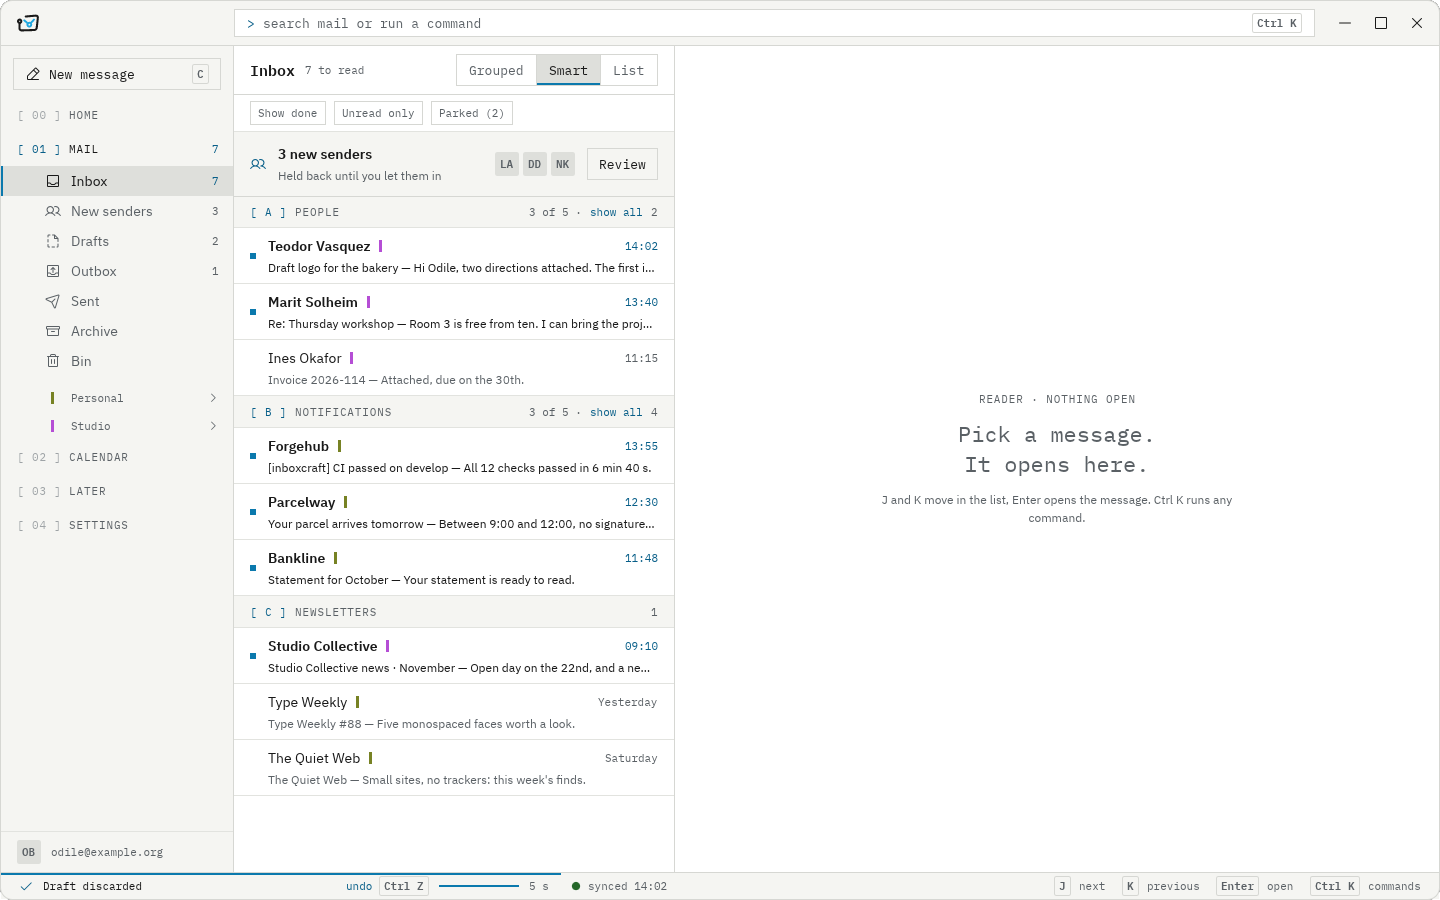 > search mail or run a command Ctrl K
New message C
[ 00 ] HOME
[ 01 ] MAIL 7
Inbox 7
New senders 3
Drafts 2
Outbox 1
Sent
Archive
Bin
Personal
Studio
[ 02 ] CALENDAR
[ 03 ] LATER
[ 04 ] SETTINGS
OB odile@example.org
Inbox 7 to read Grouped Smart List
Show done Unread only Parked (2)
3 new senders
Held back until you let them in
LA DD NK Review
[ A ] PEOPLE 3 of 5 · show all 2
Teodor Vasquez 14:02
Draft logo for the bakery — Hi Odile, two directions attached. The first i…
Marit Solheim 13:40
Re: Thursday workshop — Room 3 is free from ten. I can bring the proj…
Ines Okafor 11:15
Invoice 2026-114 — Attached, due on the 30th.
[ B ] NOTIFICATIONS 3 of 5 · show all 4
Forgehub 13:55
[inboxcraft] CI passed on develop — All 12 checks passed in 6 min 40 s.
Parcelway 12:30
Your parcel arrives tomorrow — Between 9:00 and 12:00, no signature…
Bankline 11:48
Statement for October — Your statement is ready to read.
[ C ] NEWSLETTERS 1
Studio Collective 09:10
Studio Collective news · November — Open day on the 22nd, and a ne…
Type Weekly Yesterday
Type Weekly #88 — Five monospaced faces worth a look.
The Quiet Web Saturday
The Quiet Web — Small sites, no trackers: this week's finds.
READER · NOTHING OPEN
Pick a message.
It opens here.
J and K move in the list, Enter opens the message. Ctrl K runs any
command.
Draft discarded undo Ctrl Z 5 s synced 14:02 J next K previous Enter open Ctrl K commands